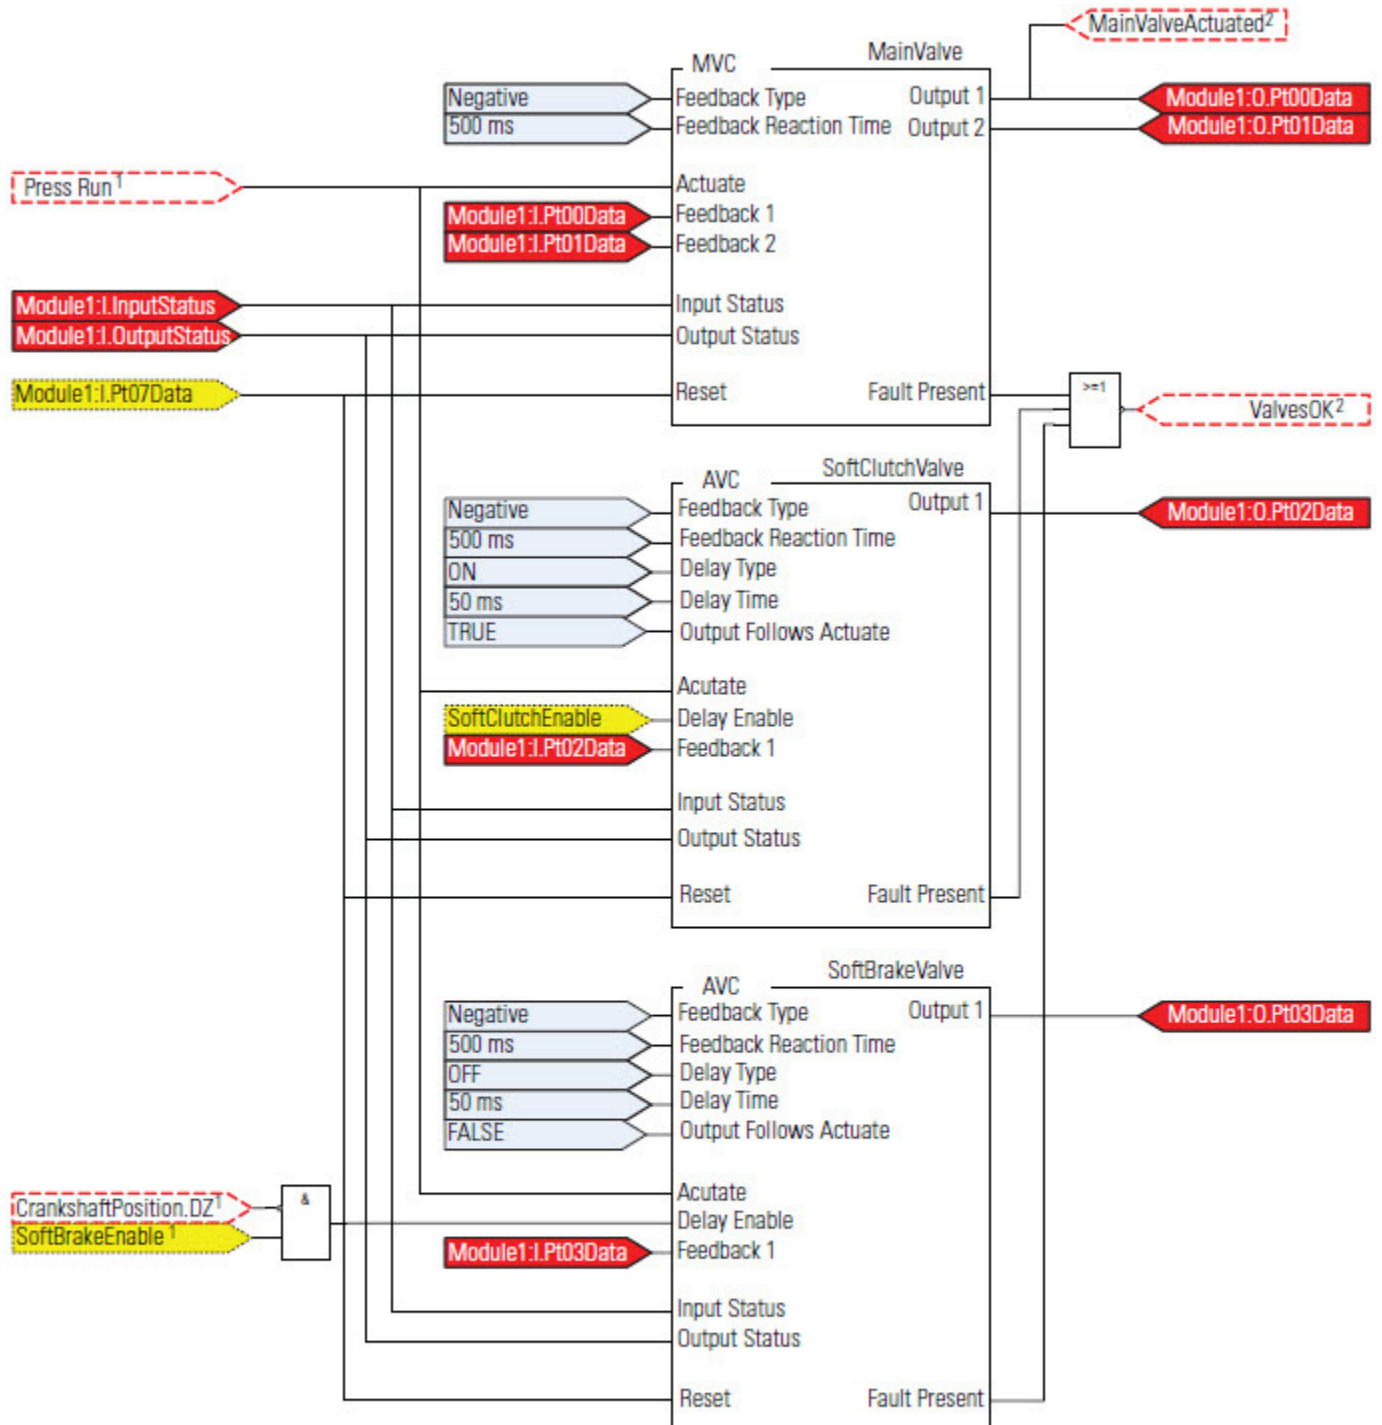 MainValveActuated²
MVC MainValve
Negative Feedback Type Output 1 Module1:O.Pt00Data
500 ms Feedback Reaction Time Output 2 Module1:O.Pt01Data
Press Run¹ Actuate
Module1:I.Pt00Data Feedback 1
Module1:I.Pt01Data Feedback 2
Module1:I.InputStatus Input Status
Module1:I.OutputStatus Output Status
Module1:I.Pt07Data Reset Fault Present >=1 ValvesOK²
AVC SoftClutchValve
Negative Feedback Type Output 1 Module1:O.Pt02Data
500 ms Feedback Reaction Time
ON Delay Type
50 ms Delay Time
TRUE Output Follows Actuate
Acutate
SoftClutchEnable Delay Enable
Module1:I.Pt02Data Feedback 1
Input Status
Output Status
Reset Fault Present
AVC SoftBrakeValve
Negative Feedback Type Output 1 Module1:O.Pt03Data
500 ms Feedback Reaction Time
OFF Delay Type
50 ms Delay Time
FALSE Output Follows Actuate
CrankshaftPosition.DZ¹ & Acutate
SoftBrakeEnable ¹ Delay Enable
Module1:I.Pt03Data Feedback 1
Input Status
Output Status
Reset Fault Present